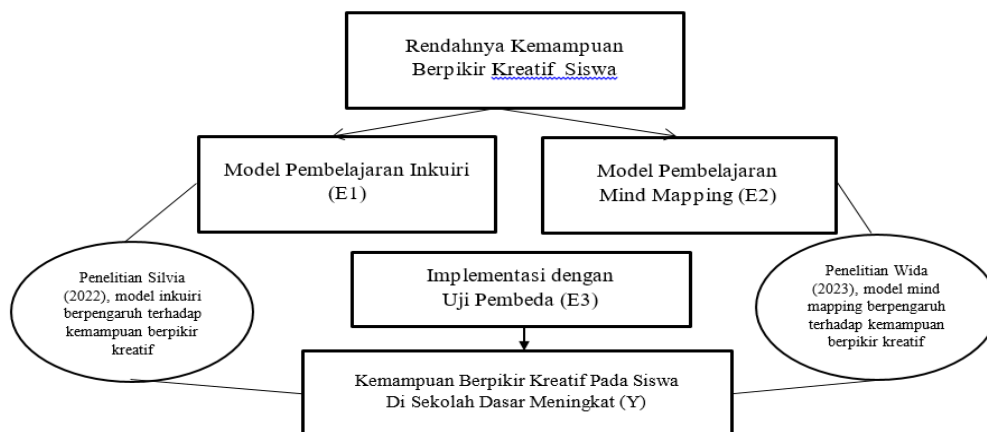 Rendahnya Kemampuan
Berpikir Kreatif Siswa
Model Pembelajaran Inkuiri
(E1)
Model Pembelajaran
Mind Mapping (E2)
Penelitian Silvia
(2022), model inkuiri
berpengaruh terhadap
kemampuan berpikir
kreatif
Implementasi dengan
Uji Pembeda (E3)
Penelitian Wida
(2023), model mind
mapping berpengaruh
terhadap kemampuan
berpikir kreatif
Kemampuan Berpikir Kreatif Pada Siswa
Di Sekolah Dasar Meningkat (Y)